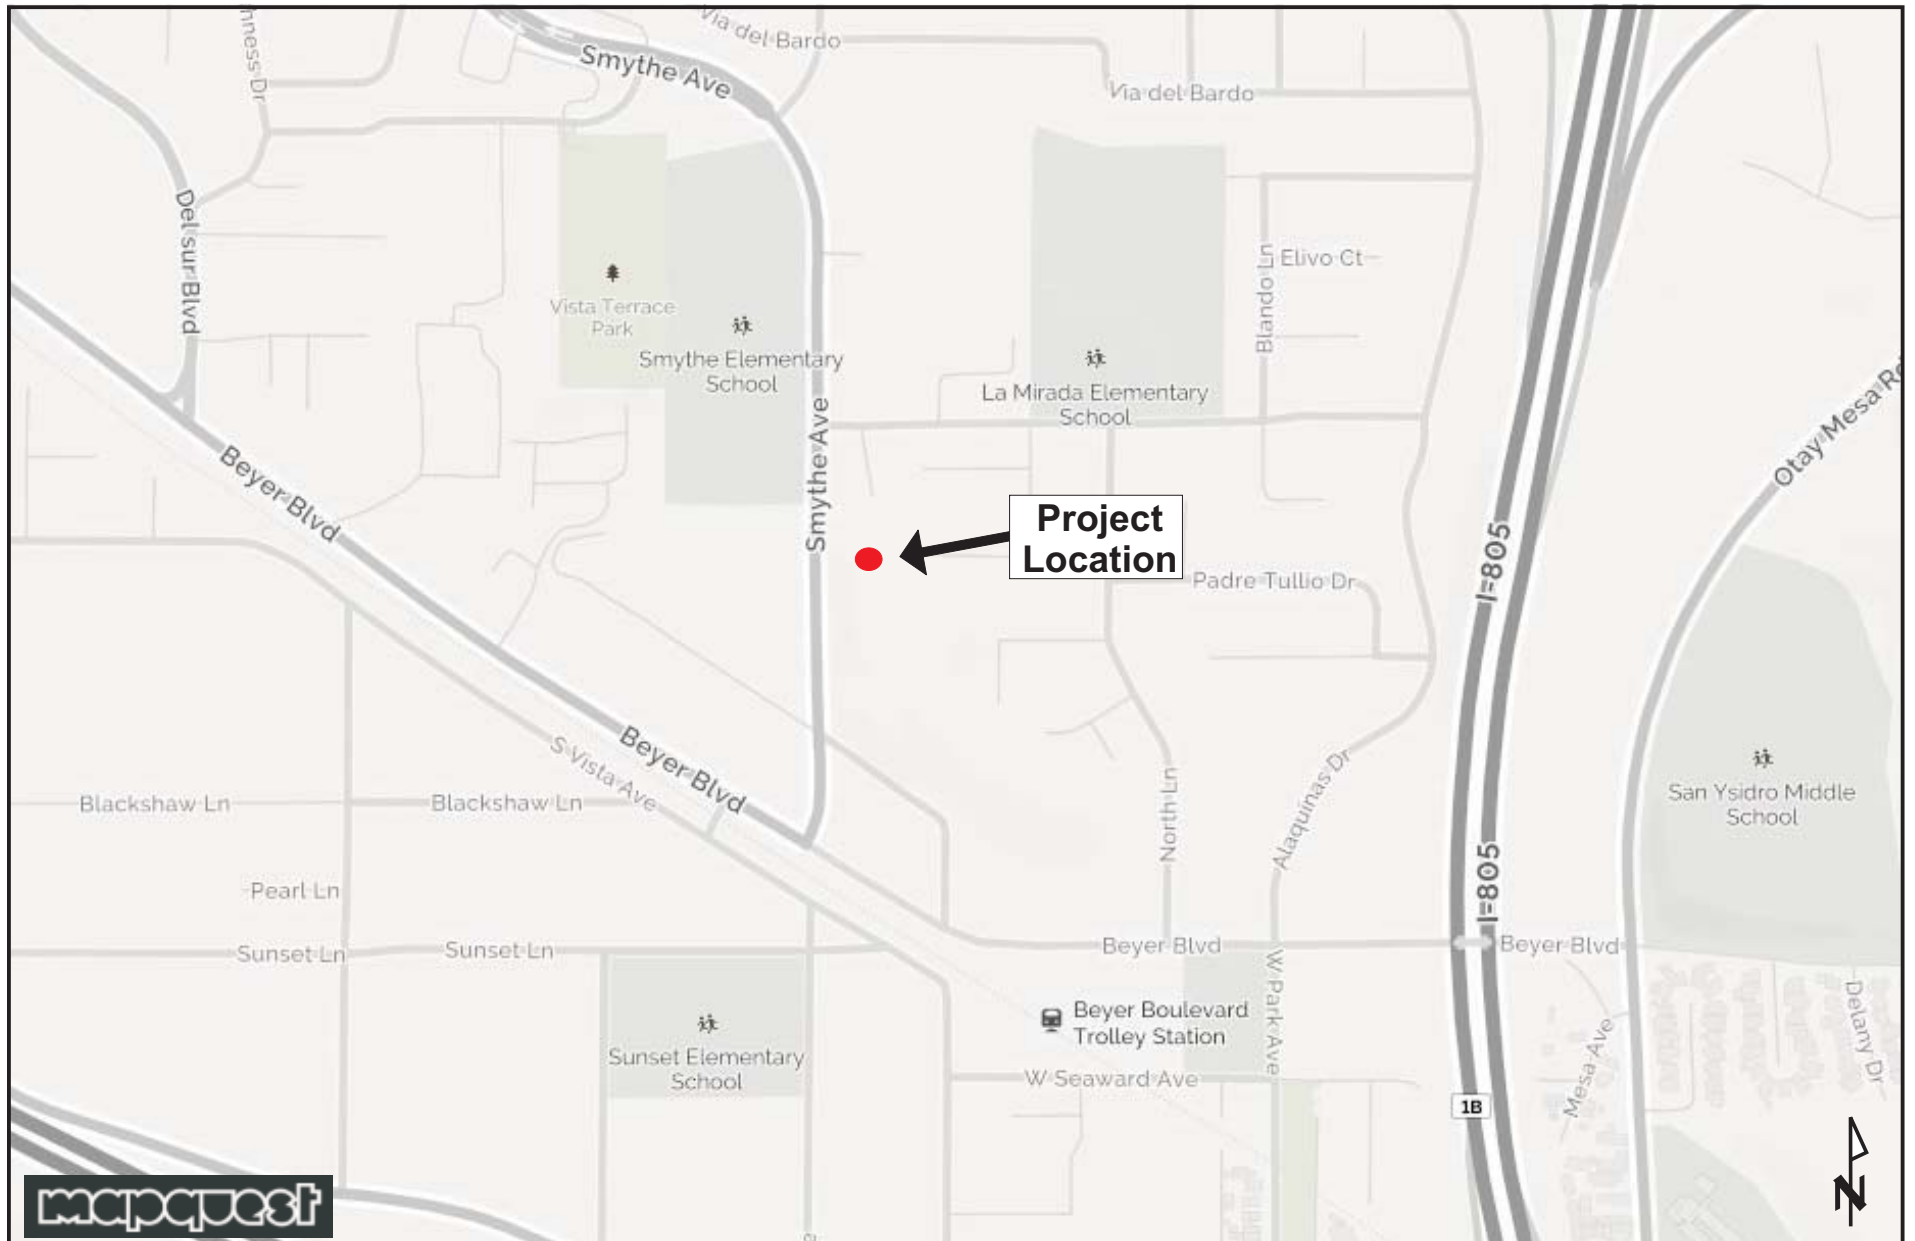 Via del Bardo
Smythe Ave
Via del Bardo
Del sur Blvd
Elivo Ct
Blando Ln
Vista Terrace
Park
Smythe Elementary
School
La Mirada Elementary
School
Otay Mesa
Smythe Ave
Beyer Blvd
Project
Location
I-805
Padre Tullio Dr
Beyer Blvd
S Vista Ave
Alaquinas Dr
North Ln
San Ysidro Middle
School
Blackshaw Ln
Blackshaw Ln
I-805
Pearl Ln
Sunset Ln
Sunset Ln
Beyer Blvd
Beyer Blvd
W Park Ave
Delany Dr
Beyer Boulevard
Trolley Station
Sunset Elementary
School
Mesa Ave
W Seaward Ave
1B
N
mapquest